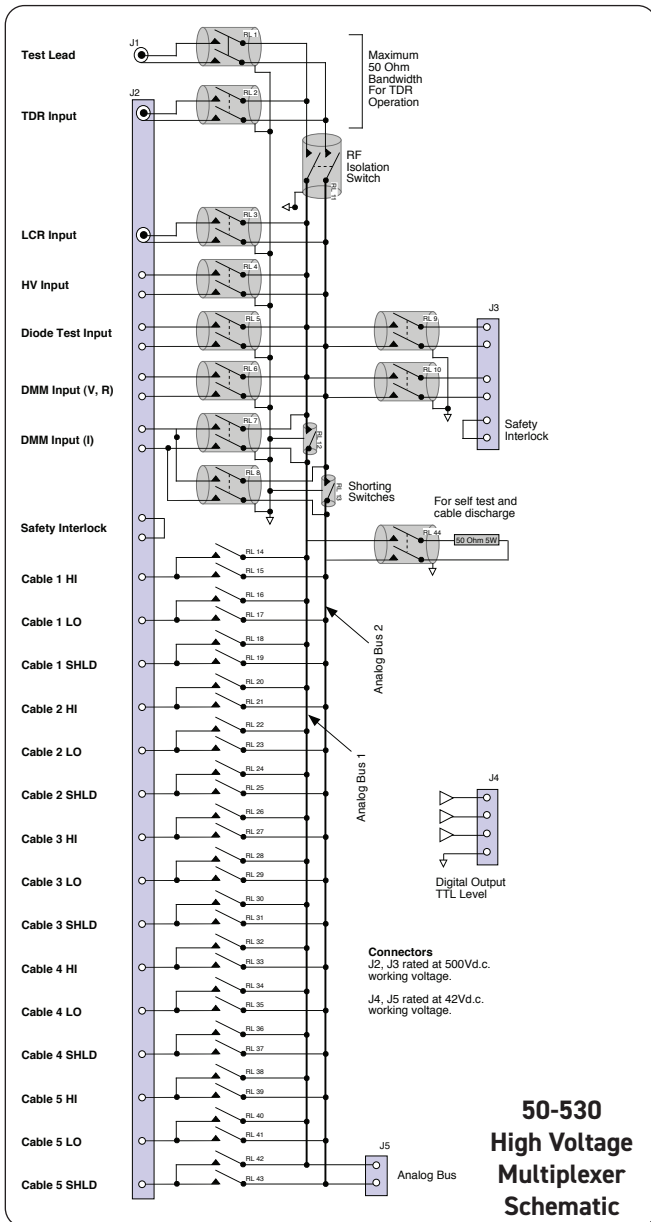 J1
Test Lead
RL 1
J2
Maximum
50 Ohm
Bandwidth
For TDR
Operation
RL 2
TDR Input
RF
Isolation
Switch
RL 11
RL 3
LCR Input
RL 4
HV Input
J3
RL 5
RL 9
Diode Test Input
RL 6
RL 10
DMM Input (V, R)
RL 7
RL 12
DMM Input (I)
Safety
Interlock
RL 8
RL 13
Shorting
Switches
For self test and
cable discharge
Safety Interlock
RL 44
50 Ohm 5W
RL 14
Cable 1 HI
RL 15
RL 16
Cable 1 LO
RL 17
RL 18
Cable 1 SHLD
RL 19
Analog Bus 2
RL 20
Cable 2 HI
RL 21
RL 22
Cable 2 LO
RL 23
Analog Bus 1
RL 24
Cable 2 SHLD
RL 25
J4
RL 26
Cable 3 HI
RL 27
RL 28
Cable 3 LO
RL 29
Digital Output
TTL Level
RL 30
Cable 3 SHLD
RL 31
RL 32
Cable 4 HI
RL 33
Connectors
J2, J3 rated at 500Vd.c.
working voltage.
J4, J5 rated at 42Vd.c.
working voltage.
RL 34
Cable 4 LO
RL 35
RL 36
Cable 4 SHLD
RL 37
RL 38
Cable 5 HI
RL 39
RL 40
Cable 5 LO
RL 41
RL 42
Cable 5 SHLD
RL 43
J5
Analog Bus
50-530
High Voltage
Multiplexer
Schematic